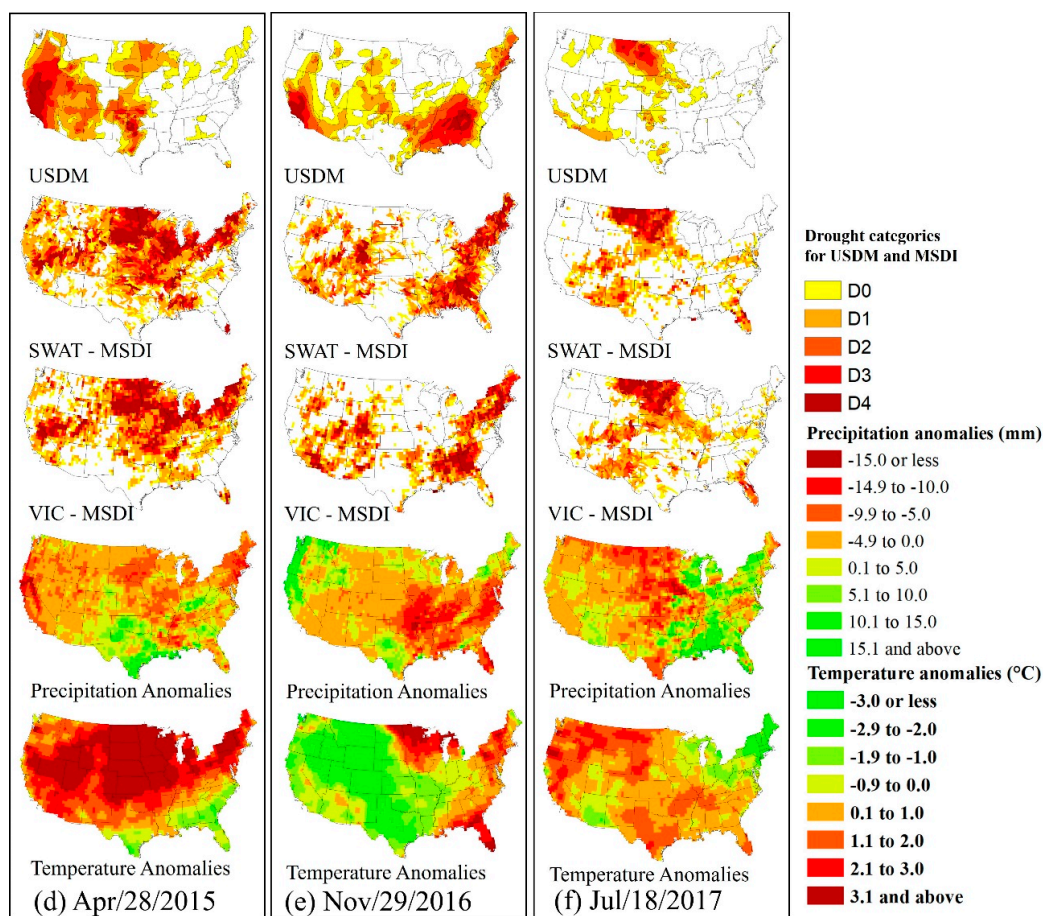 USDM
SWAT - MSDI
VIC - MSDI
Precipitation Anomalies
Temperature Anomalies
(d) Apr/28/2015
USDM
SWAT - MSDI
VIC - MSDI
Precipitation Anomalies
Temperature Anomalies
(e) Nov/29/2016
USDM
SWAT - MSDI
VIC - MSDI
Precipitation Anomalies
Temperature Anomalies
(f) Jul/18/2017
Drought categories
for USDM and MSDI
D0
D1
D2
D3
D4
Precipitation anomalies (mm)
-15.0 or less
-14.9 to -10.0
-9.9 to -5.0
-4.9 to 0.0
0.1 to 5.0
5.1 to 10.0
10.1 to 15.0
15.1 and above
Temperature anomalies (°C)
-3.0 or less
-2.9 to -2.0
-1.9 to -1.0
-0.9 to 0.0
0.1 to 1.0
1.1 to 2.0
2.1 to 3.0
3.1 and above